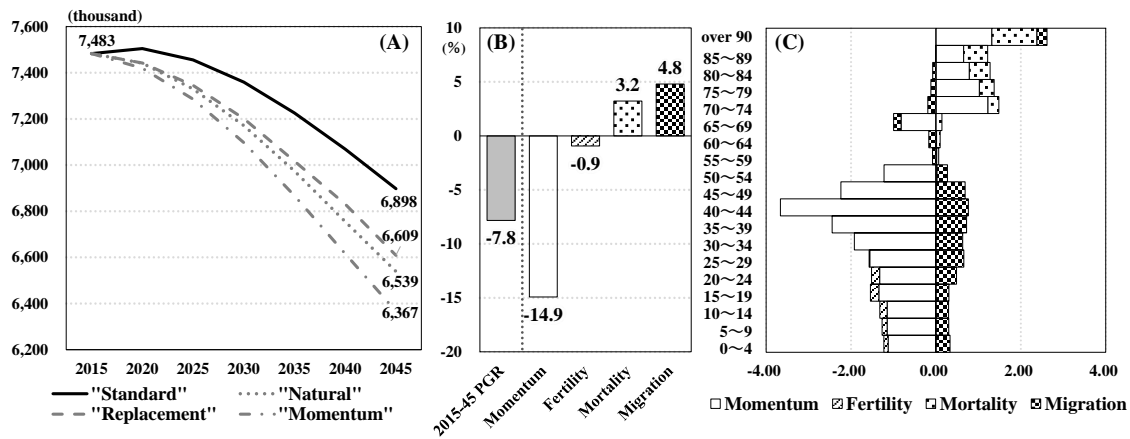 (thousand)
7,600
7,400
7,200
7,000
6,800
6,600
6,400
6,200
7,483
(A)
6,898
6,609
6,539
6,367
2015 2020 2025 2030 2035 2040 2045
"Standard" "Natural"
"Replacement" "Momentum"
10
(%)
5
0
-5
-10
-15
-20
(B)
-7.8
-14.9
-0.9
3.2
4.8
2015-45 PGR
Momentum
Fertility
Mortality
Migration
(C)
over 90
85～89
80～84
75～79
70～74
65～69
60～64
55～59
50～54
45～49
40～44
35～39
30～34
25～29
20～24
15～19
10～14
5～9
0～4
-4.00 -2.00 0.00 2.00 4.00
Momentum Fertility Mortality Migration